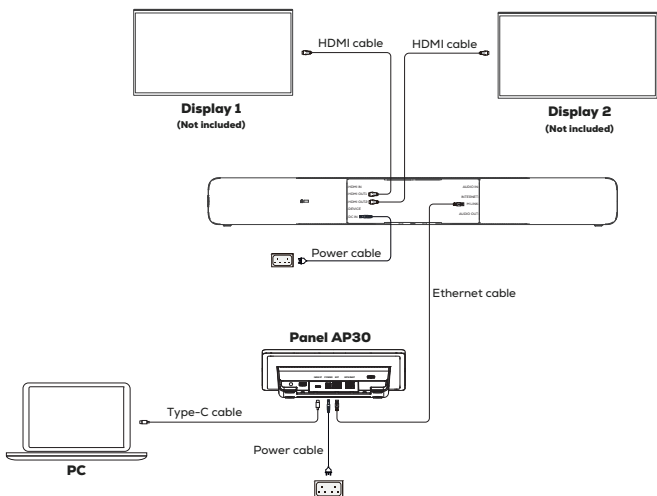 HDMI cable
HDMI cable
Display 1
(Not included)
Display 2
(Not included)
HDMI IN
HDMI OUT1
HDMI OUT2
DEVICE
DC IN
AUDIO IN
INTERNET
AUDIO OUT
Power cable
Ethernet cable
Panel AP30
Type-C cable
Power cable
PC